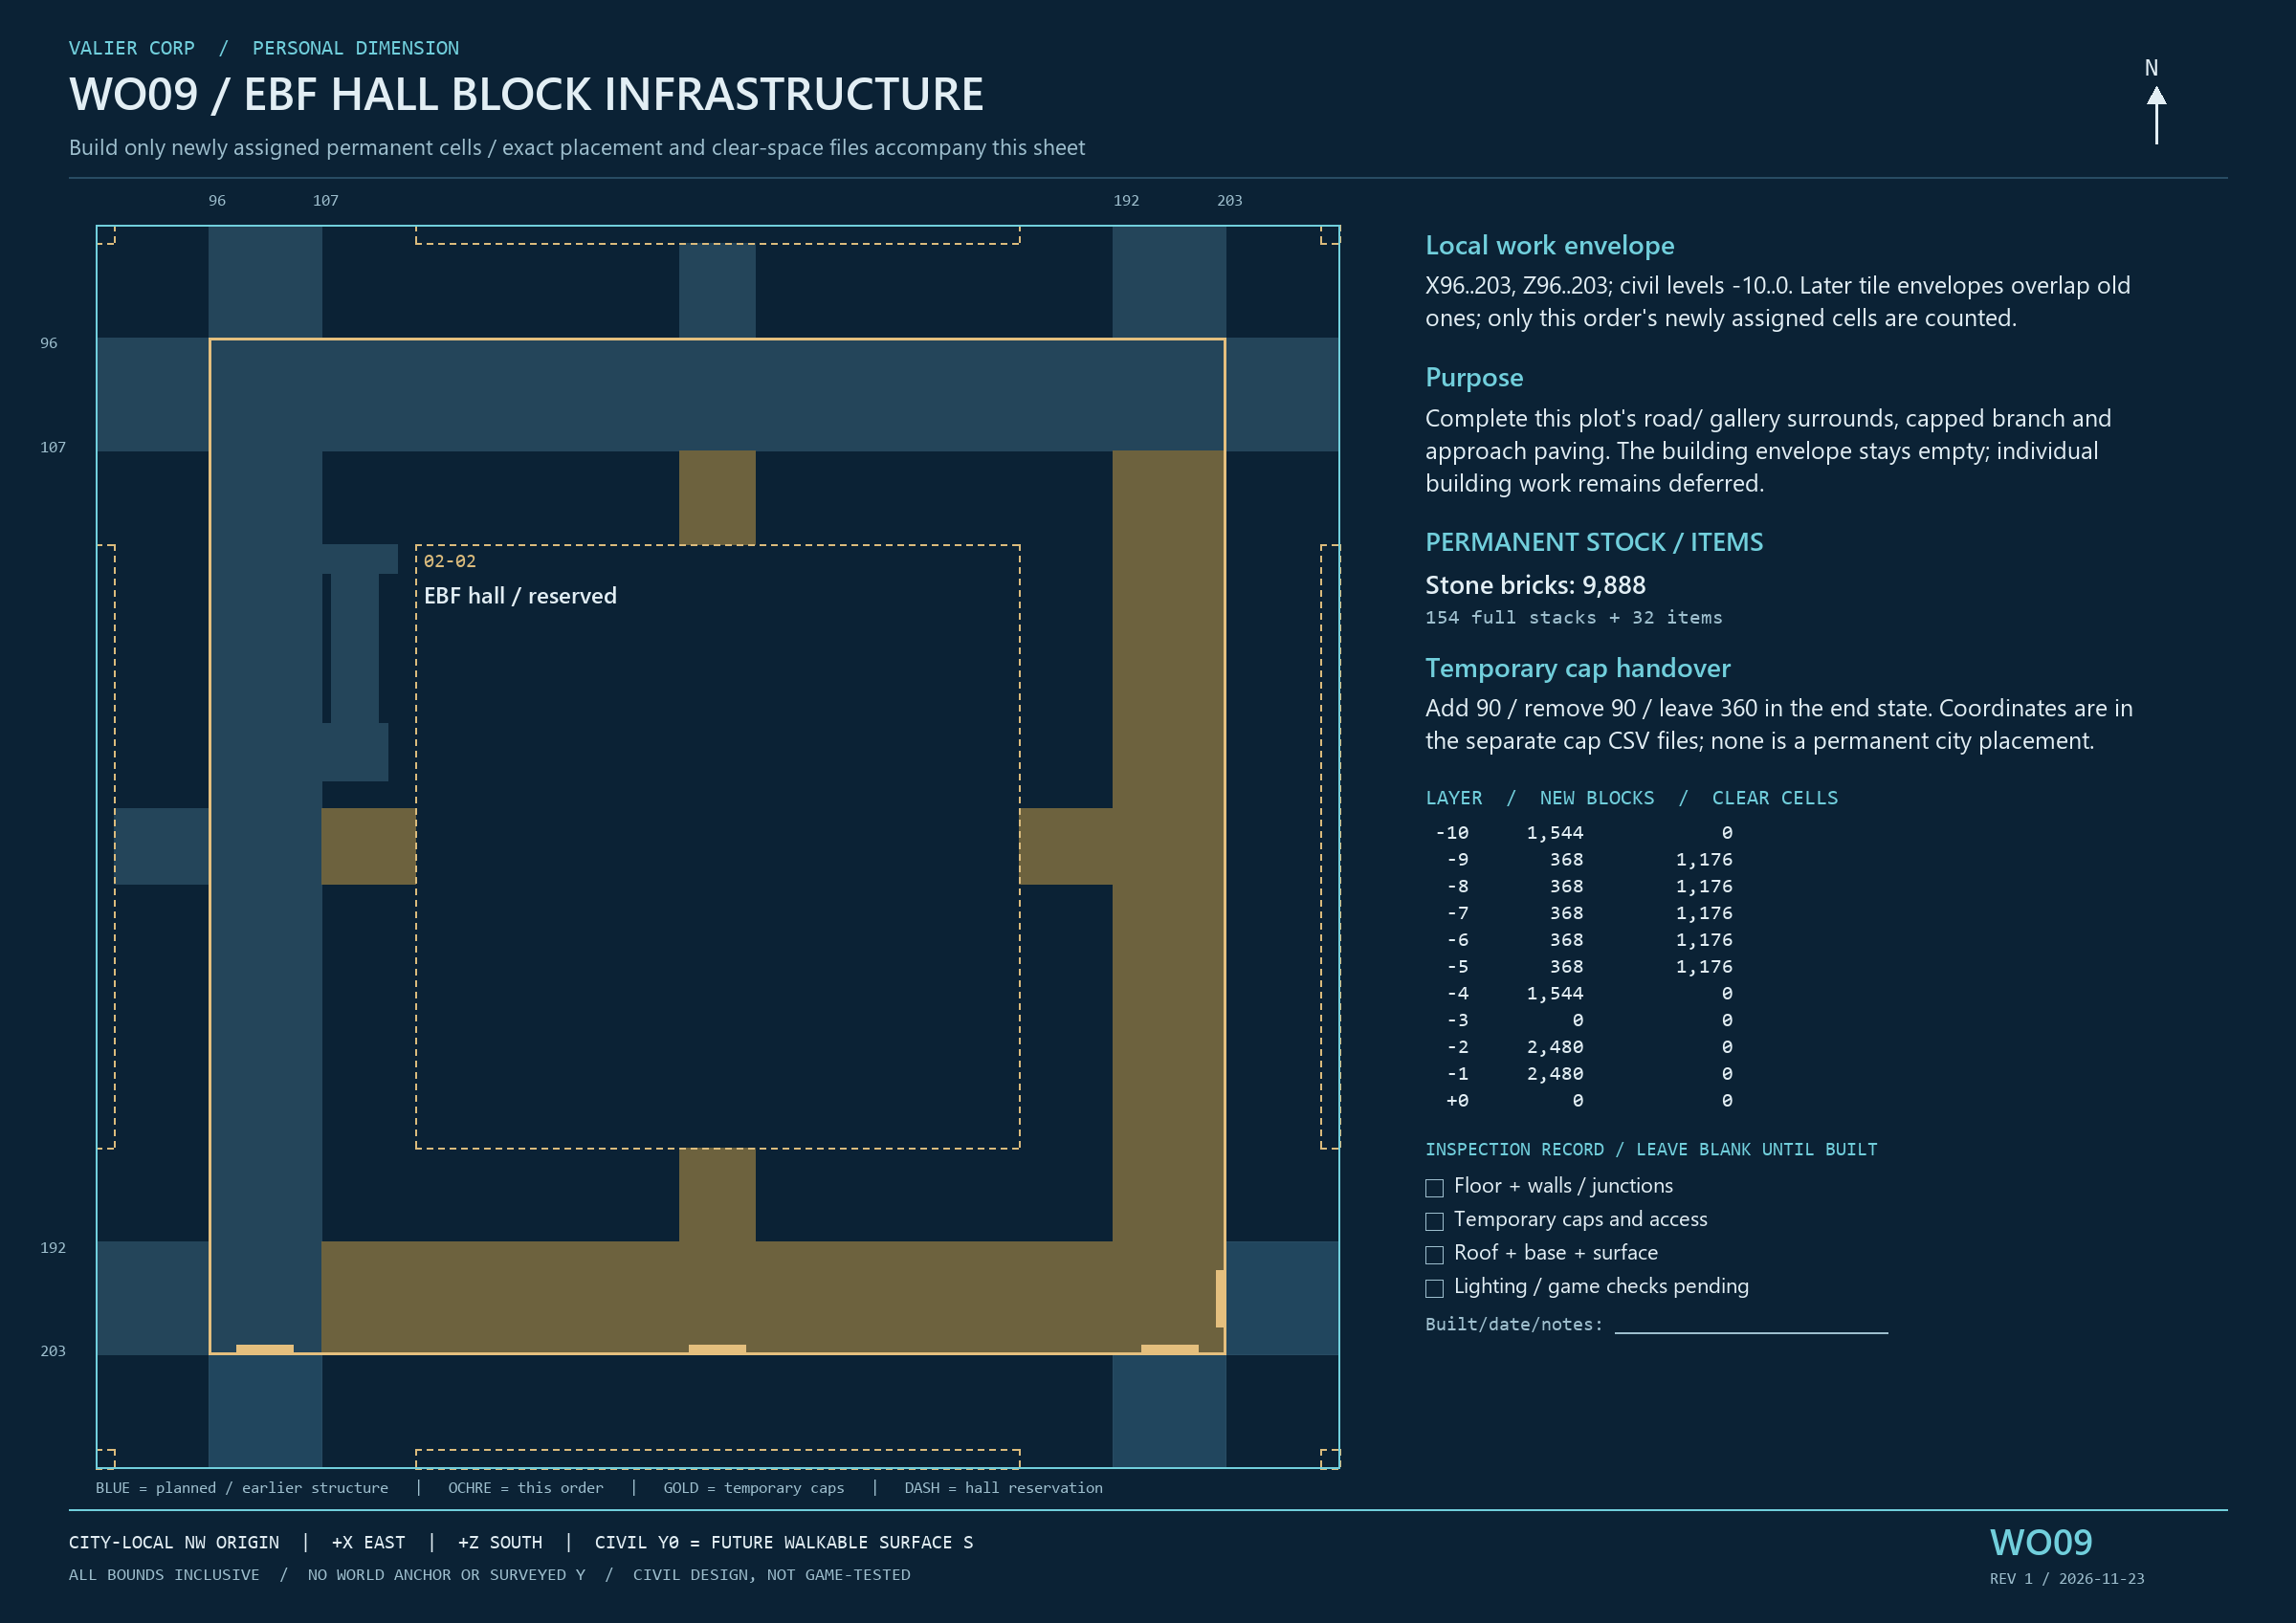 VALIER CORP / PERSONAL DIMENSION
WO09 / EBF HALL BLOCK INFRASTRUCTURE
Build only newly assigned permanent cells / exact placement and clear-space files accompany this sheet
N
96 107 192 203
96
107
192
203
02-02
EBF hall / reserved
BLUE = planned / earlier structure | OCHRE = this order | GOLD = temporary caps | DASH = hall reservation
Local work envelope
X96..203, Z96..203; civil levels -10..0. Later tile envelopes overlap old
ones; only this order's newly assigned cells are counted.
Purpose
Complete this plot's road/ gallery surrounds, capped branch and
approach paving. The building envelope stays empty; individual
building work remains deferred.
PERMANENT STOCK / ITEMS
Stone bricks: 9,888
154 full stacks + 32 items
Temporary cap handover
Add 90 / remove 90 / leave 360 in the end state. Coordinates are in
the separate cap CSV files; none is a permanent city placement.
LAYER / NEW BLOCKS / CLEAR CELLS
-10 1,544 0
-9 368 1,176
-8 368 1,176
-7 368 1,176
-6 368 1,176
-5 368 1,176
-4 1,544 0
-3 0 0
-2 2,480 0
-1 2,480 0
+0 0 0
INSPECTION RECORD / LEAVE BLANK UNTIL BUILT
Floor + walls / junctions
Temporary caps and access
Roof + base + surface
Lighting / game checks pending
Built/date/notes:
CITY-LOCAL NW ORIGIN | +X EAST | +Z SOUTH | CIVIL Y0 = FUTURE WALKABLE SURFACE S
ALL BOUNDS INCLUSIVE / NO WORLD ANCHOR OR SURVEYED Y / CIVIL DESIGN, NOT GAME-TESTED
WO09
REV 1 / 2026-11-23